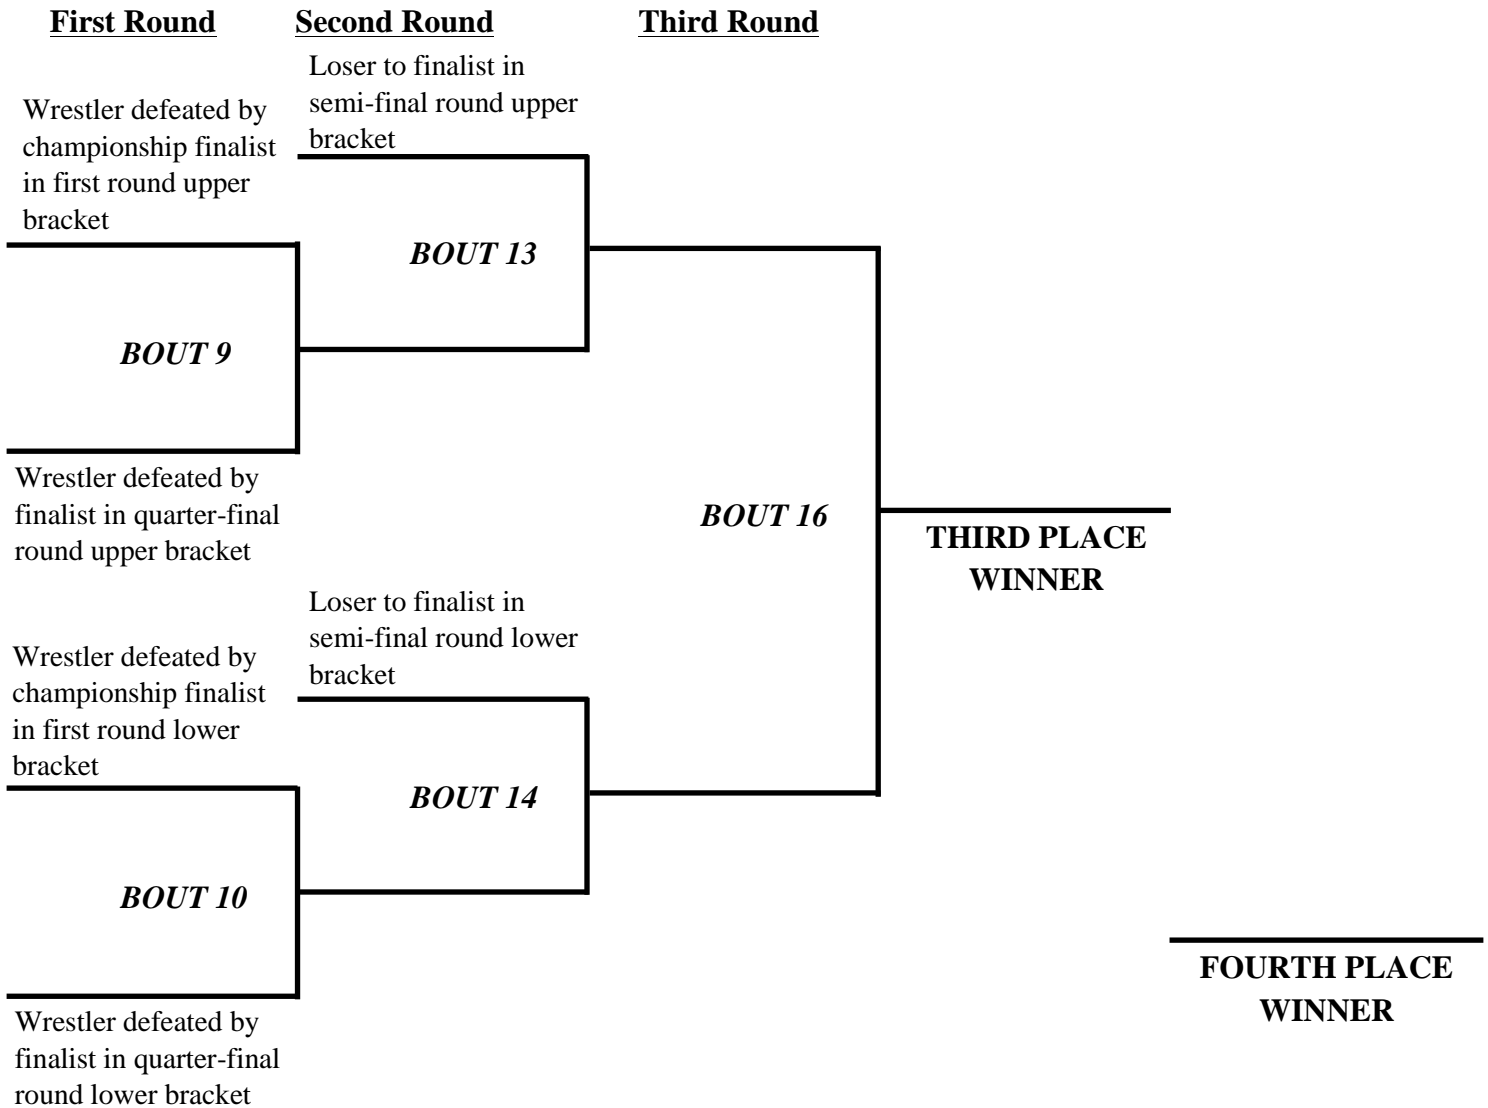 First Round
Second Round
Third Round
Loser to finalist in
semi-final round upper
bracket
Wrestler defeated by
championship finalist
in first round upper
bracket
BOUT 13
BOUT 9
Wrestler defeated by
finalist in quarter-final
round upper bracket
BOUT 16
THIRD PLACE
WINNER
Loser to finalist in
semi-final round lower
bracket
Wrestler defeated by
championship finalist
in first round lower
bracket
BOUT 14
BOUT 10
FOURTH PLACE
WINNER
Wrestler defeated by
finalist in quarter-final
round lower bracket